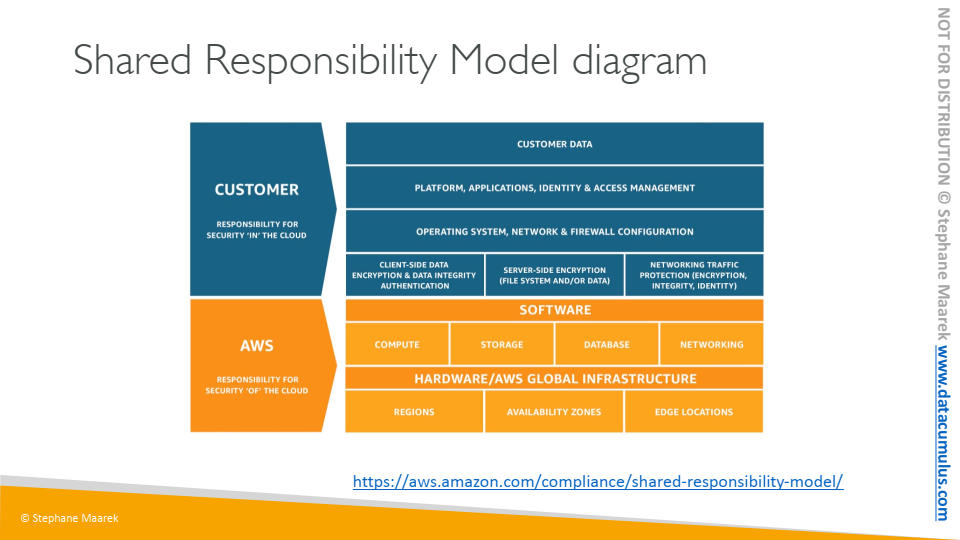 Shared Responsibility Model diagram
CUSTOMER
RESPONSIBILITY FOR
SECURITY ‘IN’ THE CLOUD
CUSTOMER DATA
PLATFORM, APPLICATIONS, IDENTITY & ACCESS MANAGEMENT
OPERATING SYSTEM, NETWORK & FIREWALL CONFIGURATION
CLIENT-SIDE DATA
ENCRYPTION & DATA INTEGRITY
AUTHENTICATION
SERVER-SIDE ENCRYPTION
(FILE SYSTEM AND/OR DATA)
NETWORKING TRAFFIC
PROTECTION (ENCRYPTION,
INTEGRITY, IDENTITY)
AWS
RESPONSIBILITY FOR
SECURITY ‘OF’ THE CLOUD
SOFTWARE
COMPUTE
STORAGE
DATABASE
NETWORKING
HARDWARE/AWS GLOBAL INFRASTRUCTURE
REGIONS
AVAILABILITY ZONES
EDGE LOCATIONS
https://aws.amazon.com/compliance/shared-responsibility-model/
© Stephane Maarek
NOT FOR DISTRIBUTION © Stephane Maarek www.datacumulus.com